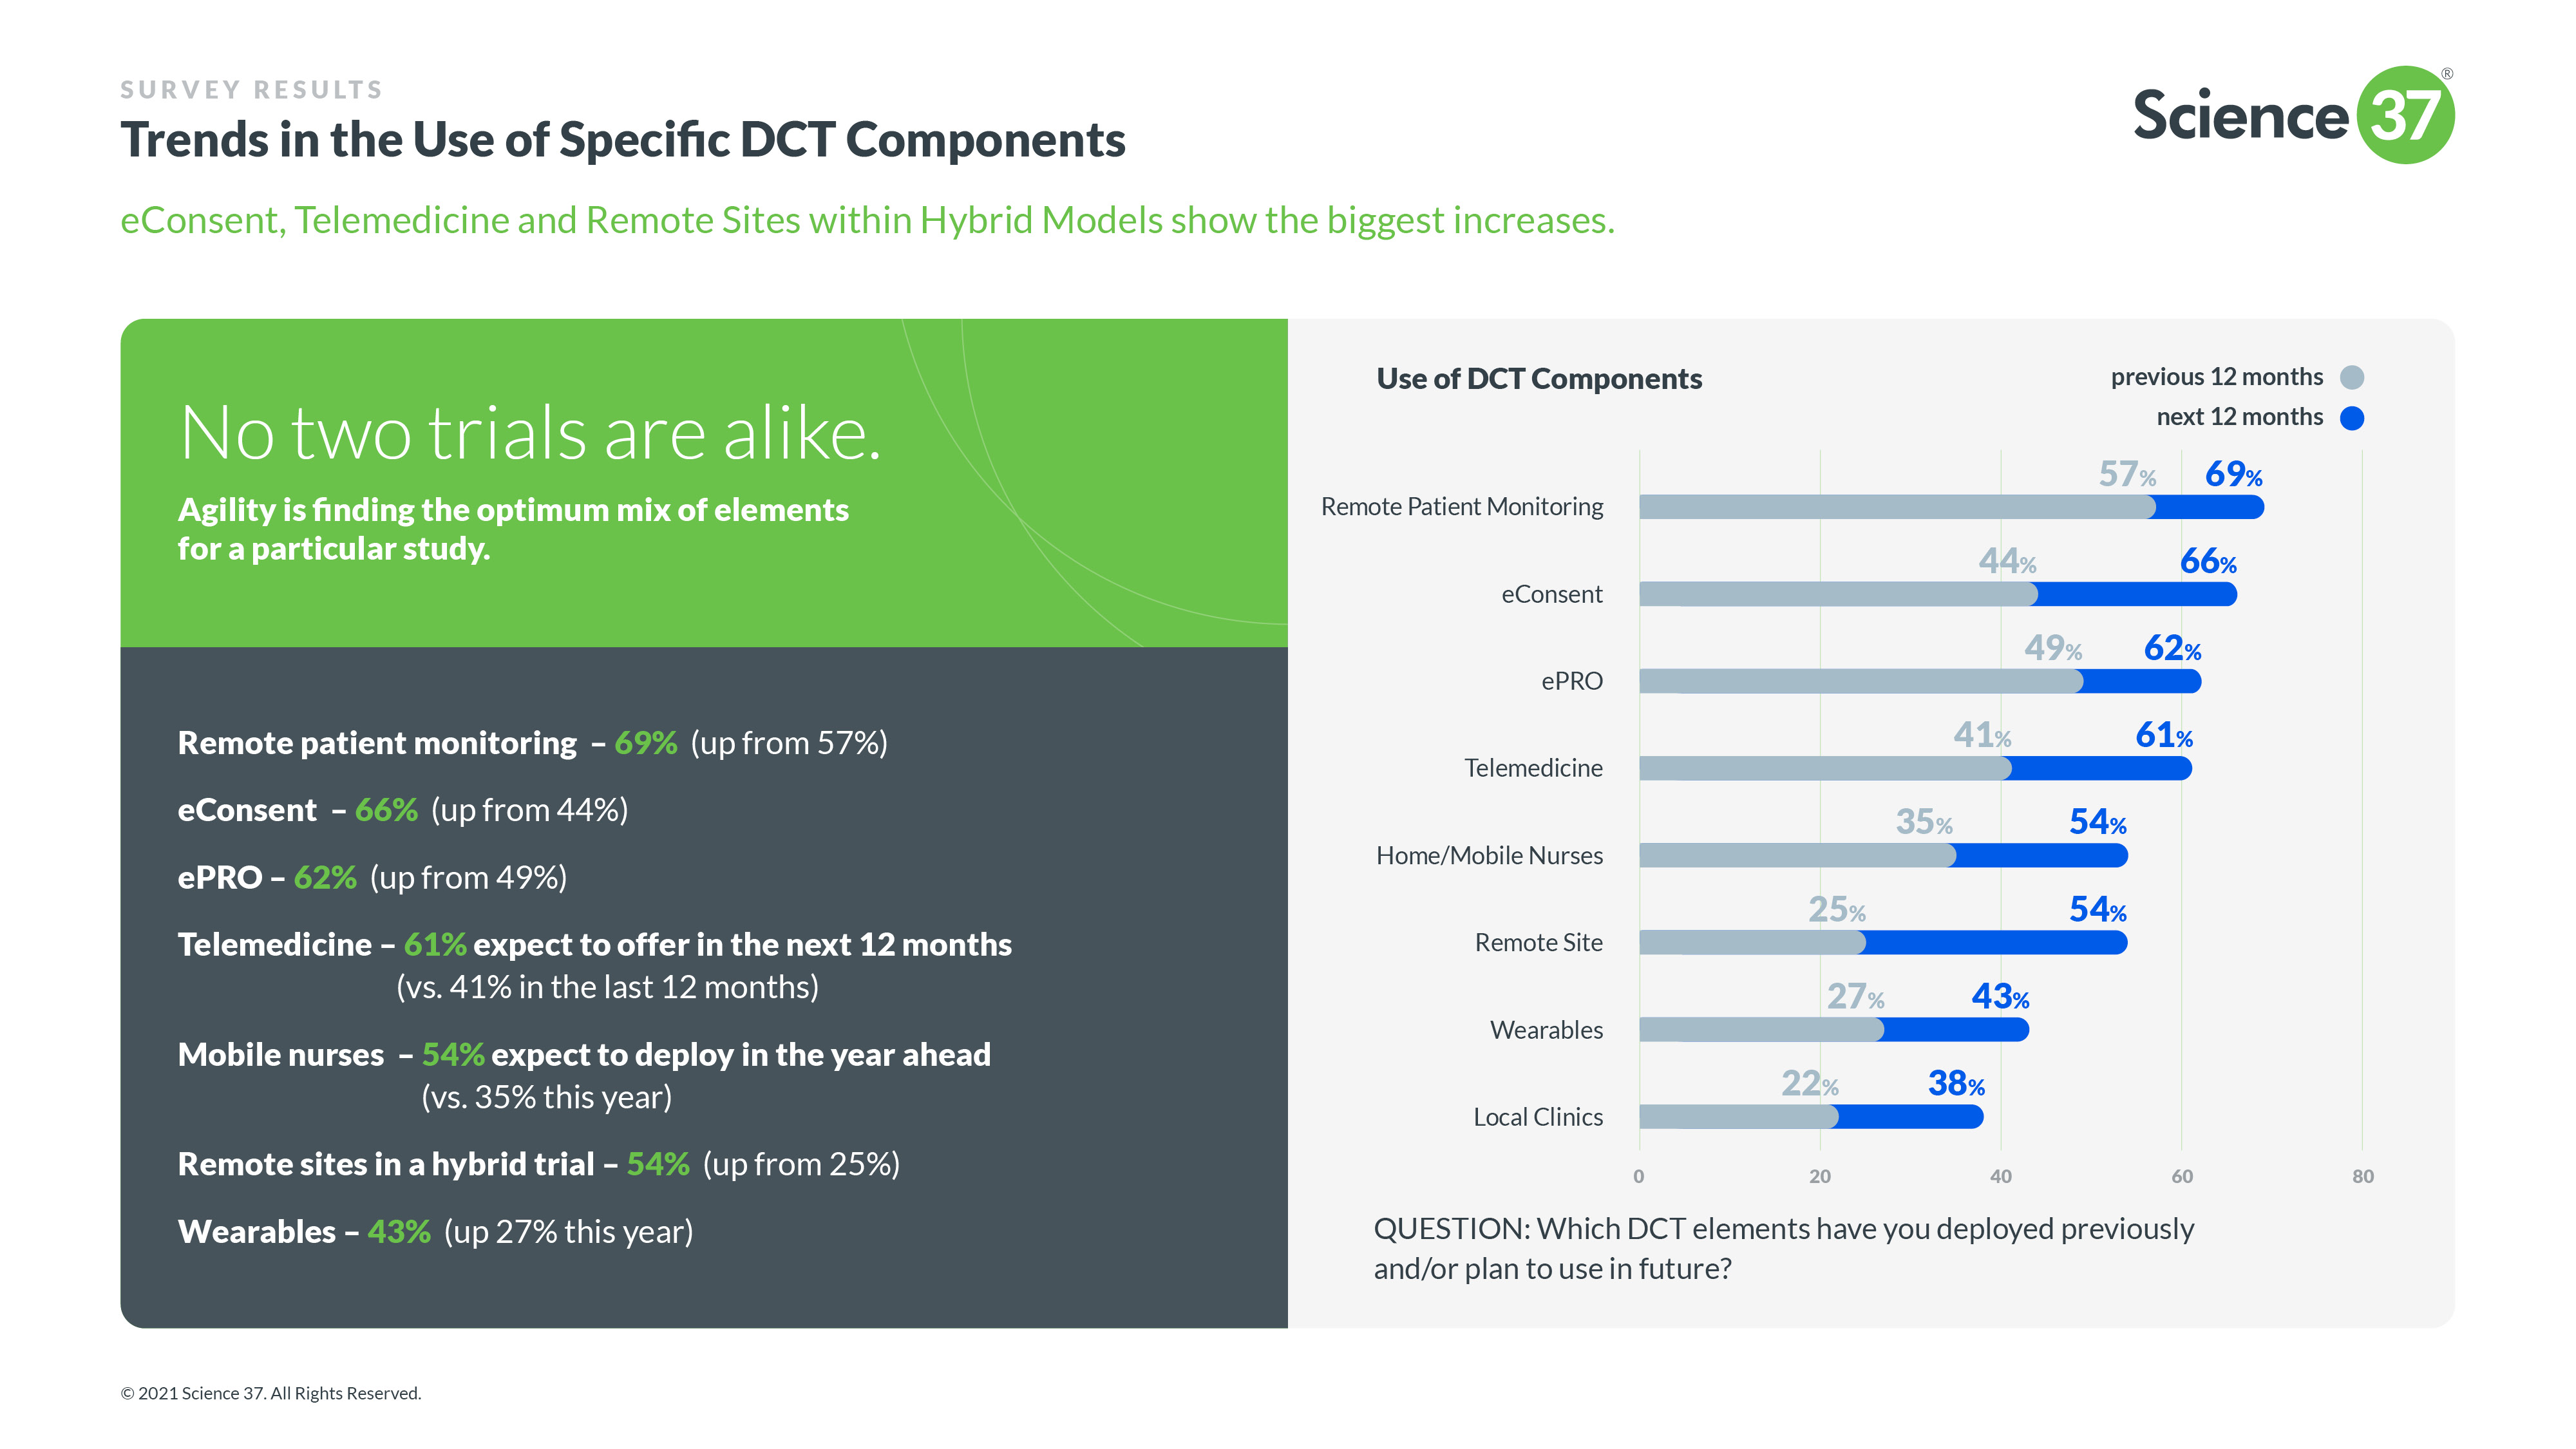 SURVEY RESULTS
Trends in the Use of Specific DCT Components
Science 37®
eConsent, Telemedicine and Remote Sites within Hybrid Models show the biggest increases.
No two trials are alike.
Agility is finding the optimum mix of elements
for a particular study.
Remote patient monitoring – 69% (up from 57%)
eConsent – 66% (up from 44%)
ePRO – 62% (up from 49%)
Telemedicine – 61% expect to offer in the next 12 months
(vs. 41% in the last 12 months)
Mobile nurses – 54% expect to deploy in the year ahead
(vs. 35% this year)
Remote sites in a hybrid trial – 54% (up from 25%)
Wearables – 43% (up 27% this year)
Use of DCT Components
previous 12 months
next 12 months
57% 69%
Remote Patient Monitoring
44% 66%
eConsent
49% 62%
ePRO
41% 61%
Telemedicine
35% 54%
Home/Mobile Nurses
25% 54%
Remote Site
27% 43%
Wearables
22% 38%
Local Clinics
0 20 40 60 80
QUESTION: Which DCT elements have you deployed previously
and/or plan to use in future?
© 2021 Science 37. All Rights Reserved.